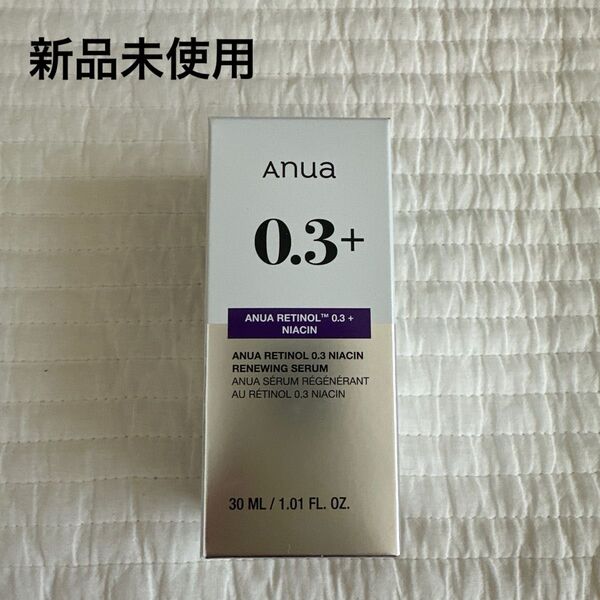 新品未使用
Anua
0.3+
ANUA RETINOL™ 0.3 +
NIACIN
ANUA RETINOL 0.3 NIACIN
RENEWING SERUM
ANUA SÉRUM RÉGÉNÉRANT
AU RÉTINOL 0.3 NIACIN
30 ML / 1.01 FL. OZ.